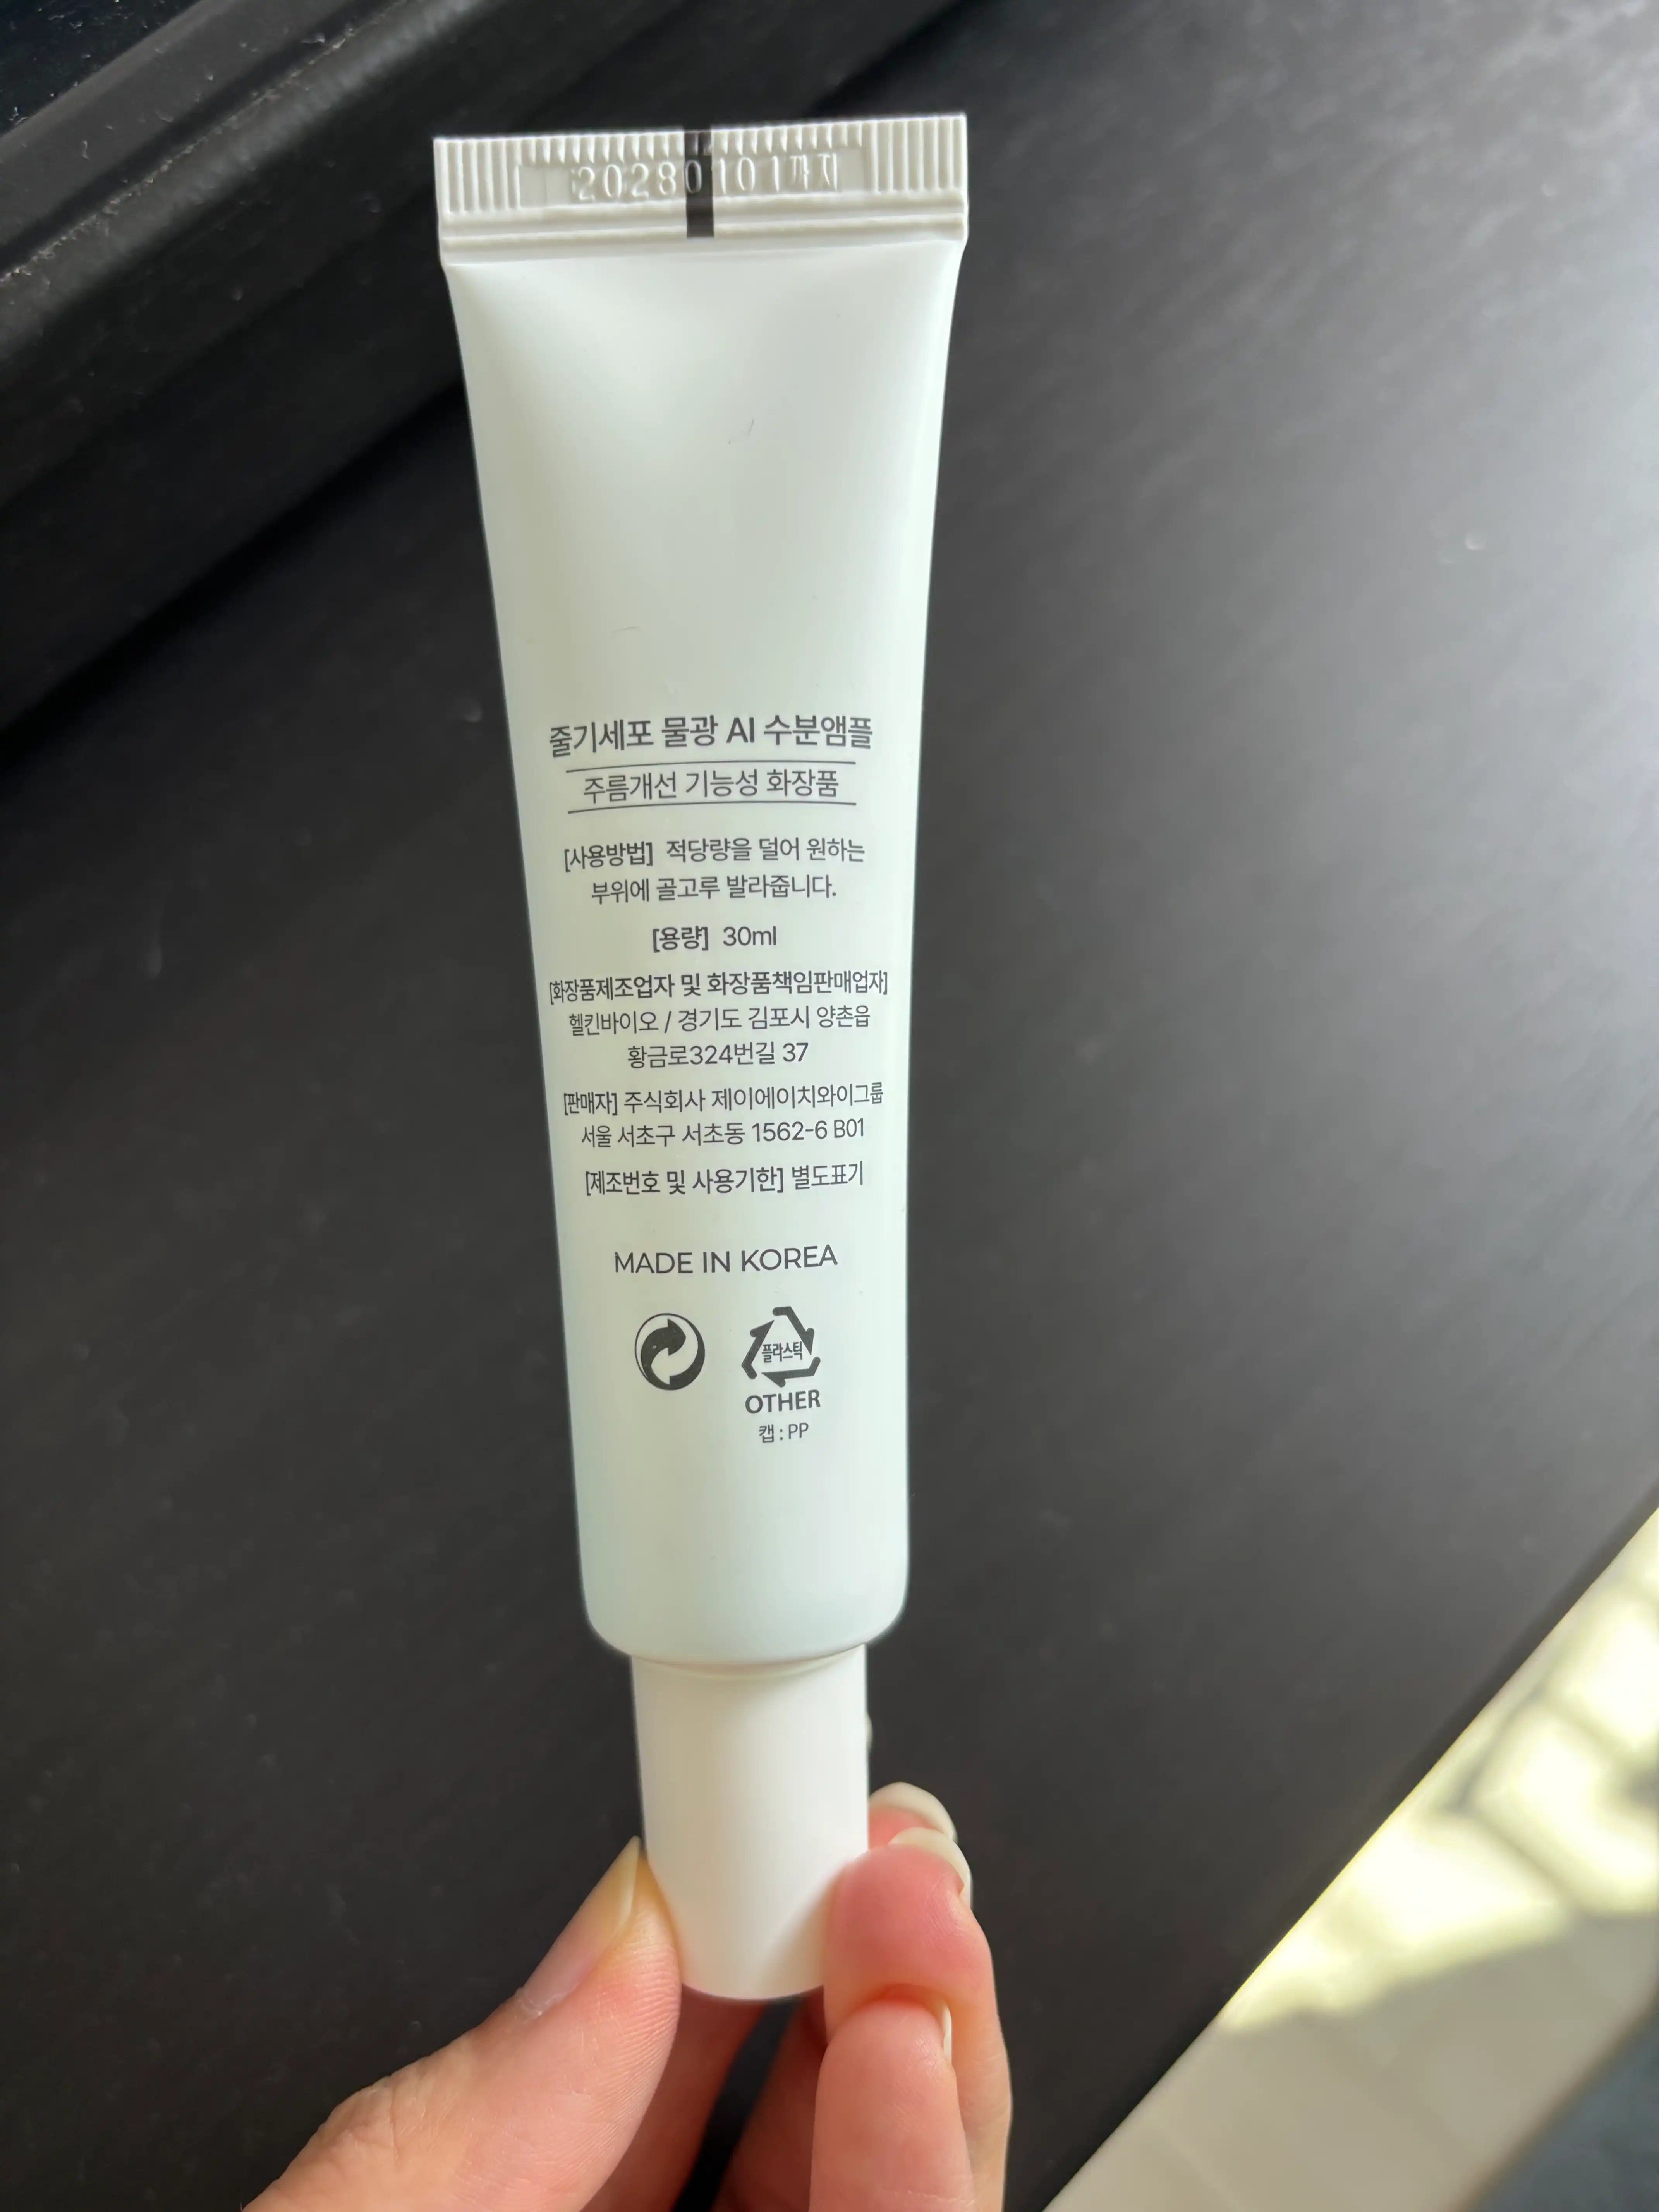 20280101까지
줄기세포 물광 AI 수분앰플
주름개선 기능성 화장품
[사용방법] 적당량을 덜어 원하는
부위에 골고루 발라줍니다.
[용량] 30ml
[화장품제조업자 및 화장품책임판매업자]
헬킨바이오 / 경기도 김포시 양촌읍
황금로324번길 37
[판매자] 주식회사 제이에이치와이그룹
서울 서초구 서초동 1562-6 B01
[제조번호 및 사용기한] 별도표기
MADE IN KOREA
플라스틱
OTHER
캡 : PP